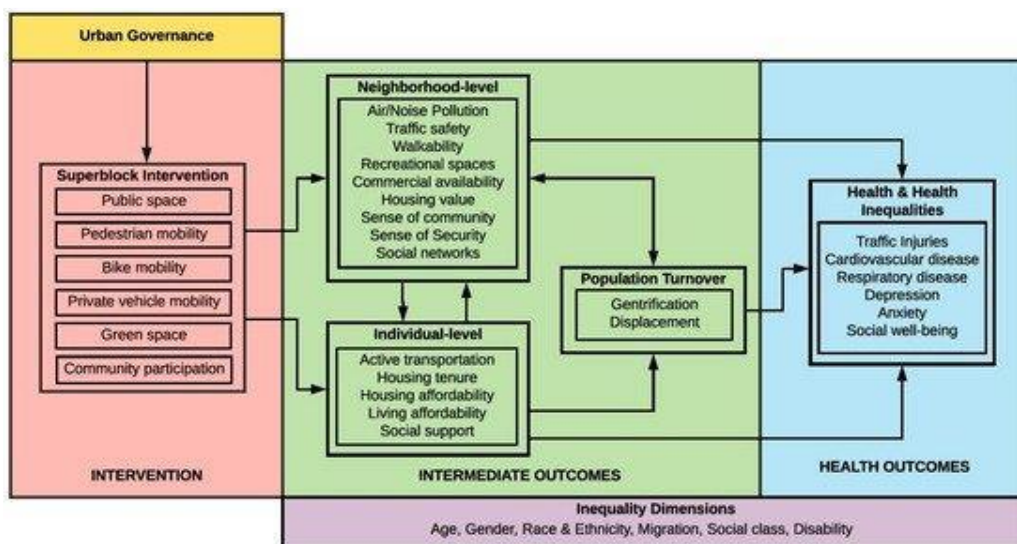 Urban Governance
Superblock Intervention
Public space
Pedestrian mobility
Bike mobility
Private vehicle mobility
Green space
Community participation
INTERVENTION
Neighborhood-level
Air/Noise Pollution
Traffic safety
Walkability
Recreational spaces
Commercial availability
Housing value
Sense of community
Sense of Security
Social networks
Individual-level
Active transportation
Housing tenure
Housing affordability
Living affordability
Social support
Population Turnover
Gentrification
Displacement
INTERMEDIATE OUTCOMES
Health & Health
Inequalities
Traffic Injuries
Cardiovascular disease
Respiratory disease
Depression
Anxiety
Social well-being
HEALTH OUTCOMES
Inequality Dimensions
Age, Gender, Race & Ethnicity, Migration, Social class, Disability